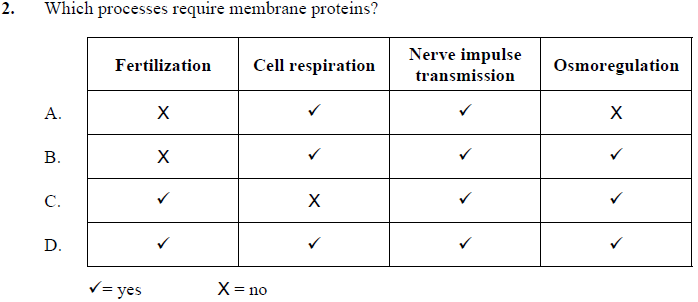 2. Which processes require membrane proteins?
Fertilization Cell respiration Nerve impulse transmission Osmoregulation
A. X ✓ ✓ X
B. X ✓ ✓ ✓
C. ✓ X ✓ ✓
D. ✓ ✓ ✓ ✓
✓= yes X = no